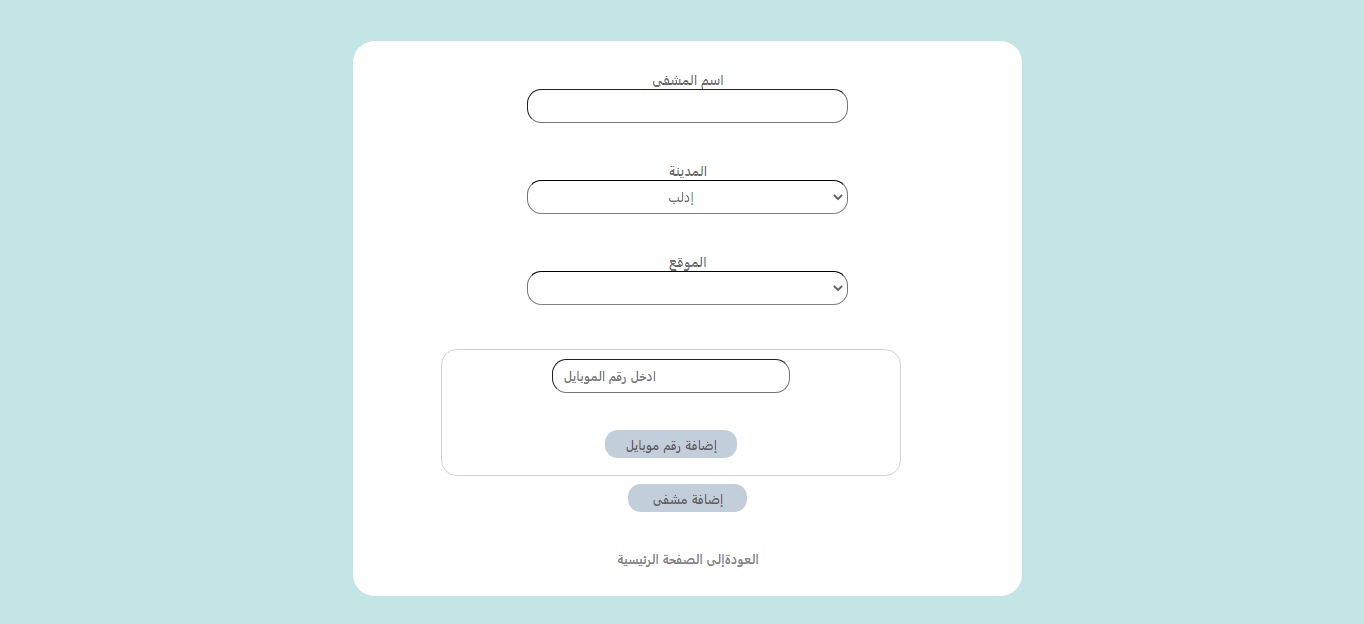 اسم المشفى
المدينة
إدلب
الموقع
ادخل رقم الموبايل
إضافة رقم موبايل
إضافة مشفى
العودةإلى الصفحة الرئيسية